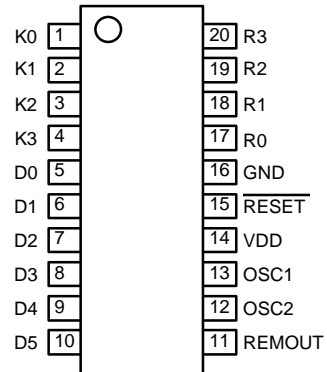 K0 1 20 R3
K1 2 19 R2
K2 3 18 R1
K3 4 17 R0
D0 5 16 GND
D1 6 15 RESET
D2 7 14 VDD
D3 8 13 OSC1
D4 9 12 OSC2
D5 10 11 REMOUT